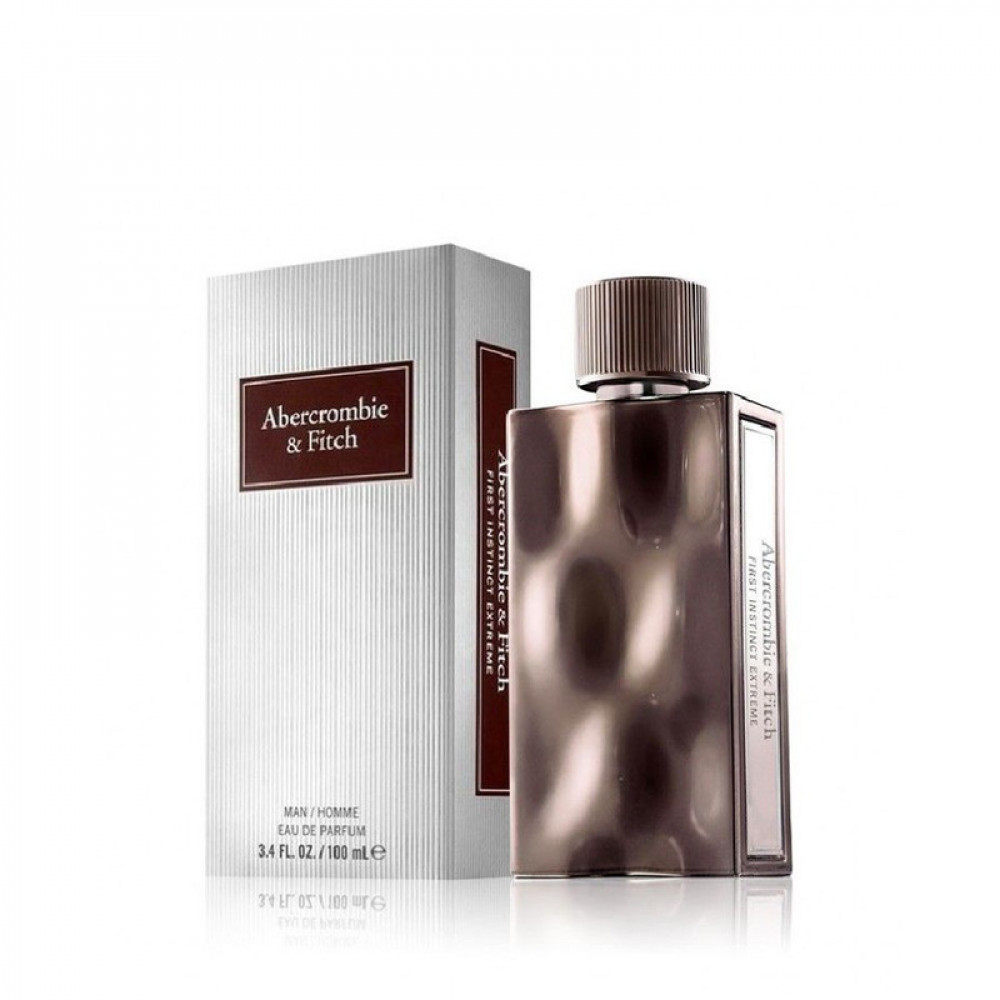 Abercrombie
& Fitch
Abercrombie & Fitch
FIRST INSTINCT EXTREME
MAN / HOMME
EAU DE PARFUM
3.4 FL. OZ. / 100 mL ℮
Abercrombie & Fitch
FIRST INSTINCT EXTREME